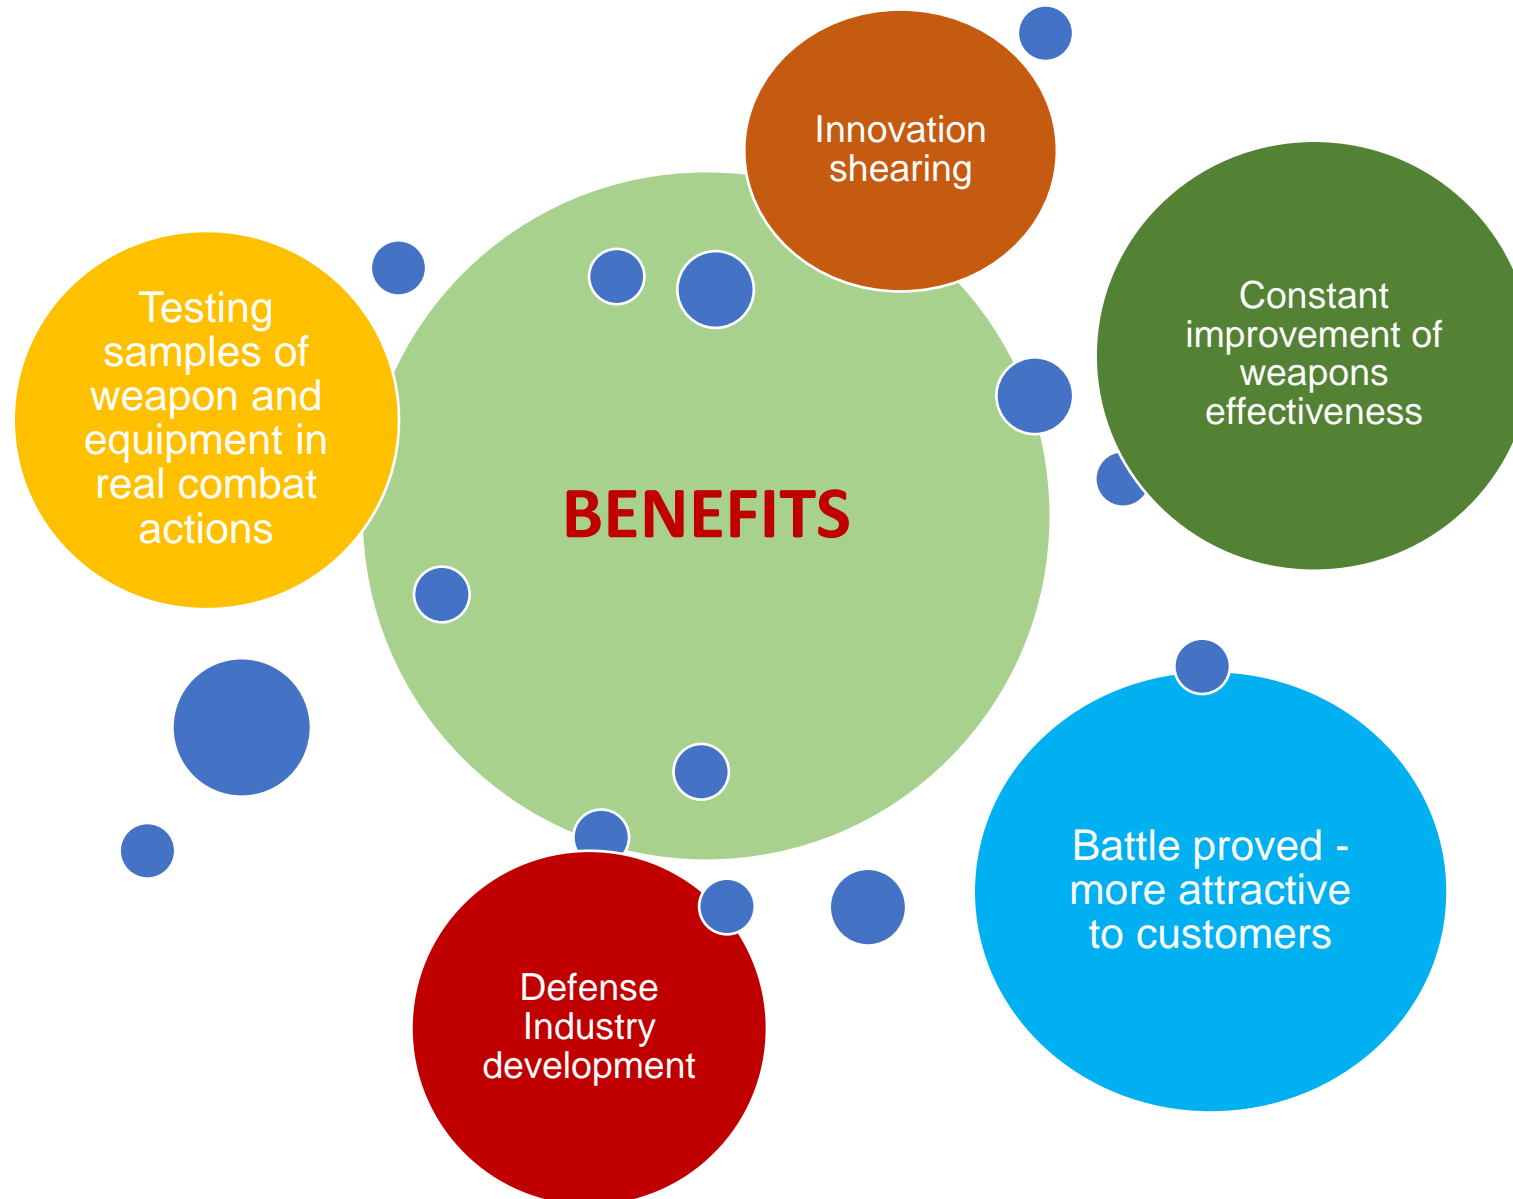 Innovation
shearing
Constant
improvement of
weapons
effectiveness
Testing
samples of
weapon and
equipment in
real combat
actions
BENEFITS
Battle proved -
more attractive
to customers
Defense
Industry
development